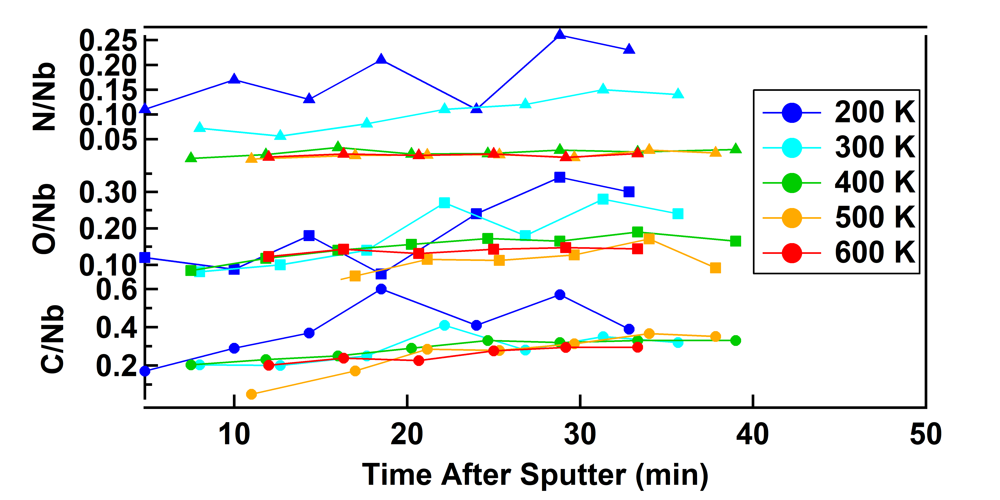 N/Nb
0.25
0.20
0.15
0.10
0.05
O/Nb
0.30
0.20
0.10
C/Nb
0.6
0.4
0.2
200 K
300 K
400 K
500 K
600 K
10 20 30 40 50
Time After Sputter (min)